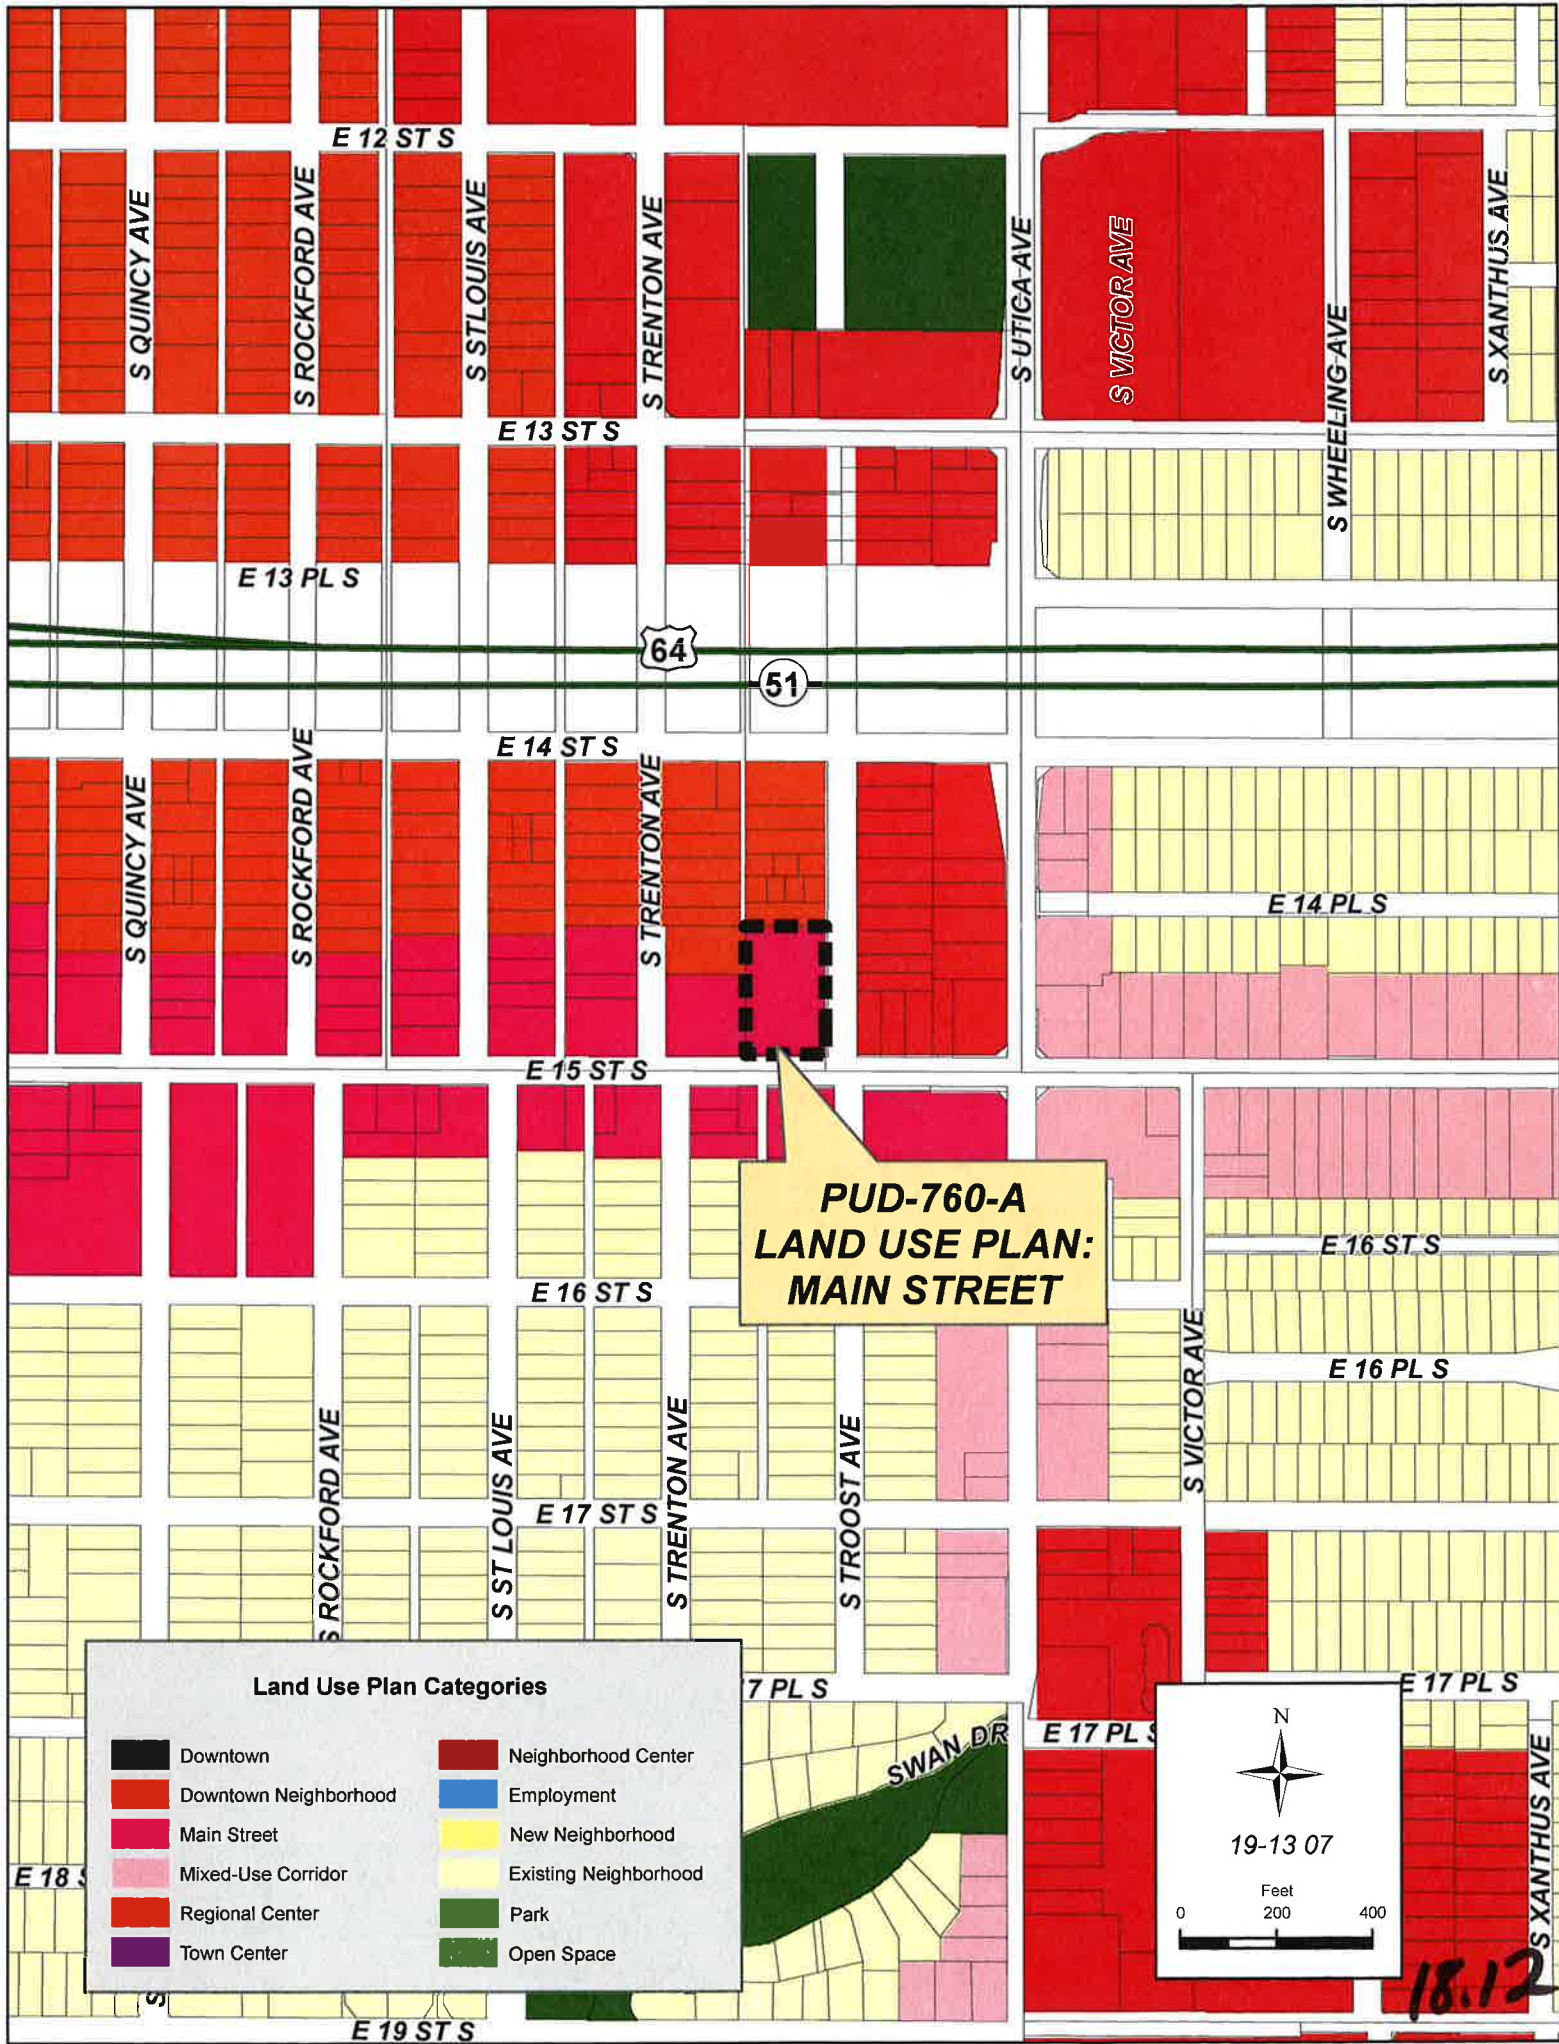 E 12 ST S
S QUINCY AVE
S ROCKFORD AVE
S STLOUIS AVE
S TRENTON AVE
S UTICA AVE
S VICTOR AVE
S WHEELING AVE
S XANTHUS AVE
E 13 ST S
E 13 PL S
64
51
E 14 ST S
S QUINCY AVE
S ROCKFORD AVE
S TRENTON AVE
E 14 PL S
E 15 ST S
PUD-760-A
LAND USE PLAN:
MAIN STREET
E 16 ST S
E 16 ST S
E 16 PL S
S ROCKFORD AVE
S ST LOUIS AVE
S TRENTON AVE
S TROOST AVE
S VICTOR AVE
E 17 ST S
7 PL S
E 17 PL S
E 17 PL S
SWAN DR
S XANTHUS AVE
E 18 S
S
E 19 ST S
Land Use Plan Categories
Downtown
Downtown Neighborhood
Main Street
Mixed-Use Corridor
Regional Center
Town Center
Neighborhood Center
Employment
New Neighborhood
Existing Neighborhood
Park
Open Space
N
19-13 07
Feet
0 200 400
18.12